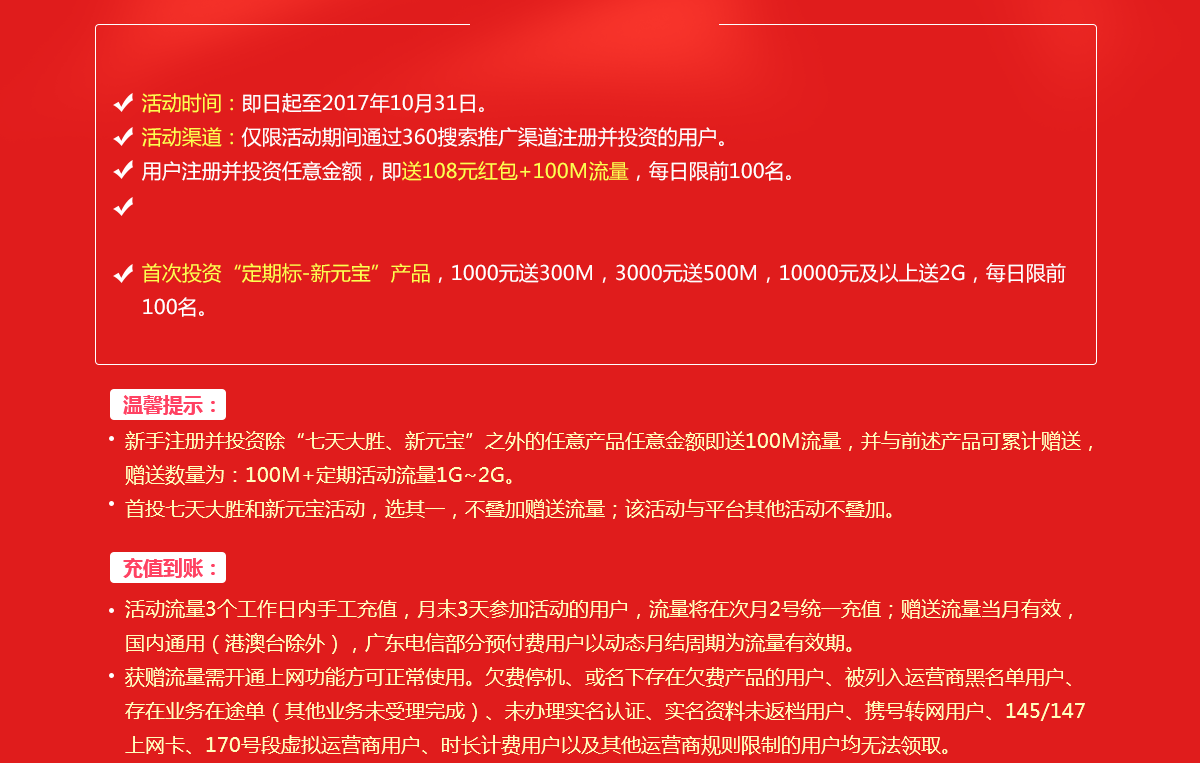 活动时间：即日起至2017年10月31日。
活动渠道：仅限活动期间通过360搜索推广渠道注册并投资的用户。
用户注册并投资任意金额，即送108元红包+100M流量，每日限前100名。
首次投资“定期标-新元宝”产品，1000元送300M，3000元送500M，10000元及以上送2G，每日限前
100名。
温馨提示：
新手注册并投资除“七天大胜、新元宝”之外的任意产品任意金额即送100M流量，并与前述产品可累计赠送，
赠送数量为：100M+定期活动流量1G~2G。
首投七天大胜和新元宝活动，选其一，不叠加赠送流量；该活动与平台其他活动不叠加。
充值到账：
活动流量3个工作日内手工充值，月末3天参加活动的用户，流量将在次月2号统一充值；赠送流量当月有效，
国内通用（港澳台除外），广东电信部分预付费用户以动态月结周期为流量有效期。
获赠流量需开通上网功能方可正常使用。欠费停机、或名下存在欠费产品的用户、被列入运营商黑名单用户、
存在业务在途单（其他业务未受理完成）、未办理实名认证、实名资料未返档用户、携号转网用户、145/147
上网卡、170号段虚拟运营商用户、时长计费用户以及其他运营商规则限制的用户均无法领取。